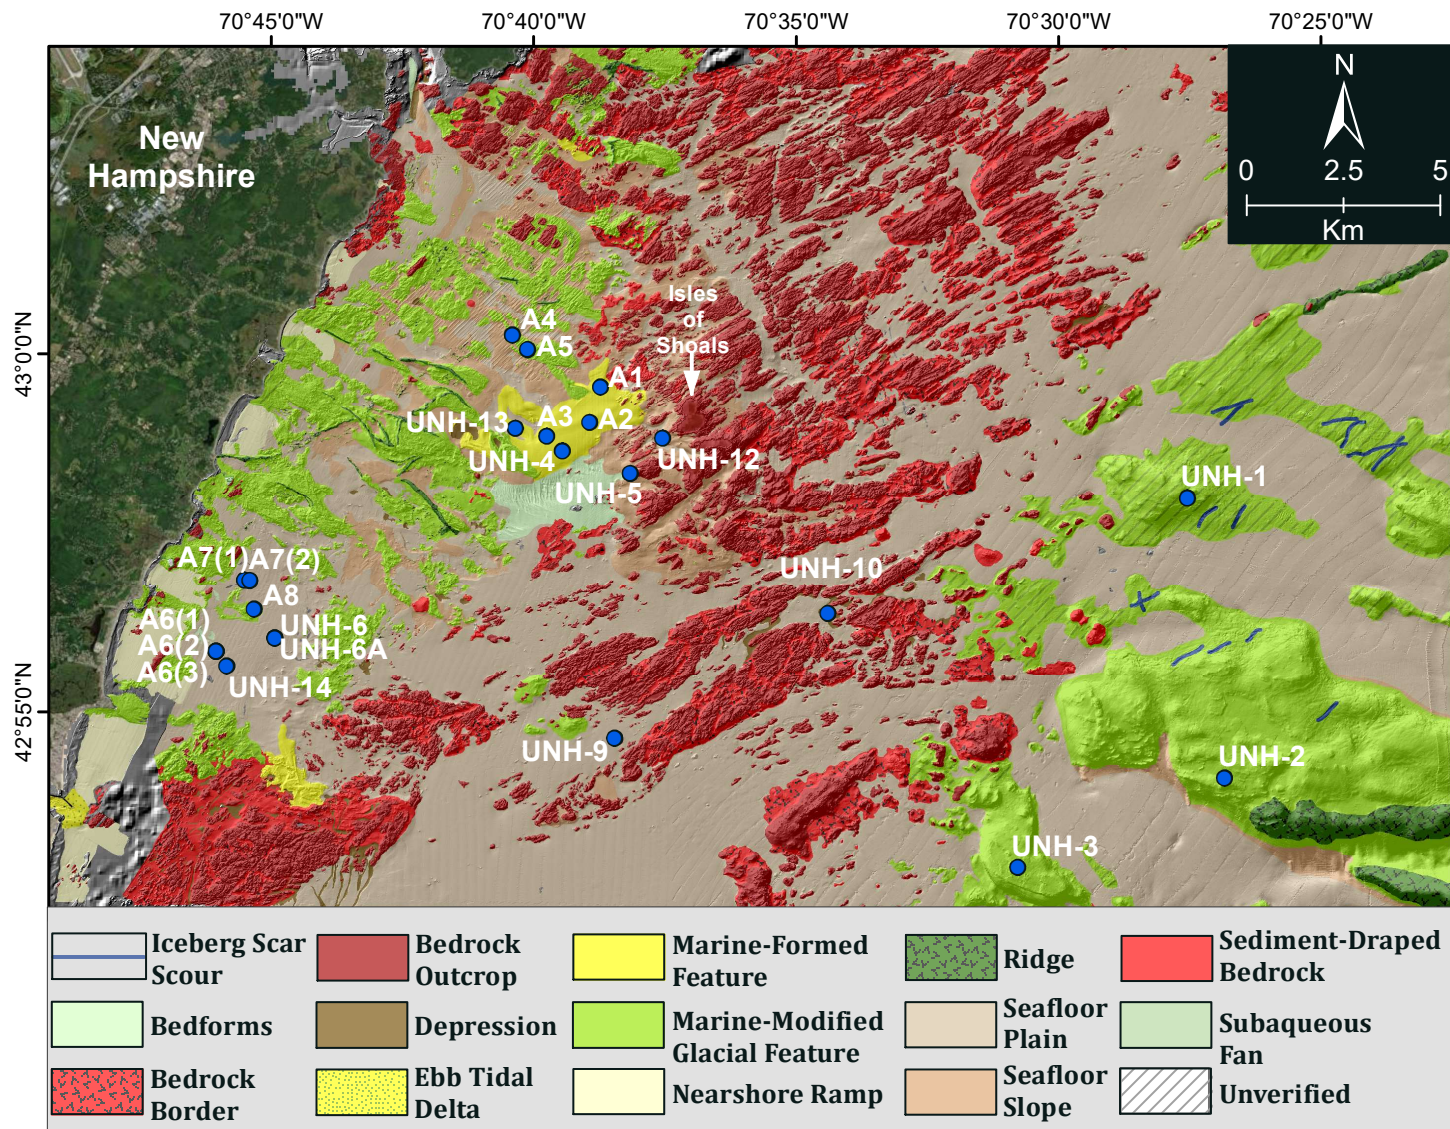 70°45'0"W
70°40'0"W
70°35'0"W
70°30'0"W
70°25'0"W
New
Hampshire
N
0 2.5 5
Km
43°0'0"N
42°55'0"N
Isles
of
Shoals
A4
A5
A1
UNH-13
A3
A2
UNH-4
UNH-12
UNH-5
UNH-1
A7(1)
A7(2)
UNH-10
A8
A6(1)
UNH-6
A6(2)
UNH-6A
A6(3)
UNH-14
UNH-9
UNH-2
UNH-3
Iceberg Scar
Scour
Bedrock
Outcrop
Marine-Formed
Feature
Ridge
Sediment-Draped
Bedrock
Bedforms
Depression
Marine-Modified
Glacial Feature
Seafloor
Plain
Subaqueous
Fan
Bedrock
Border
Ebb Tidal
Delta
Nearshore Ramp
Seafloor
Slope
Unverified